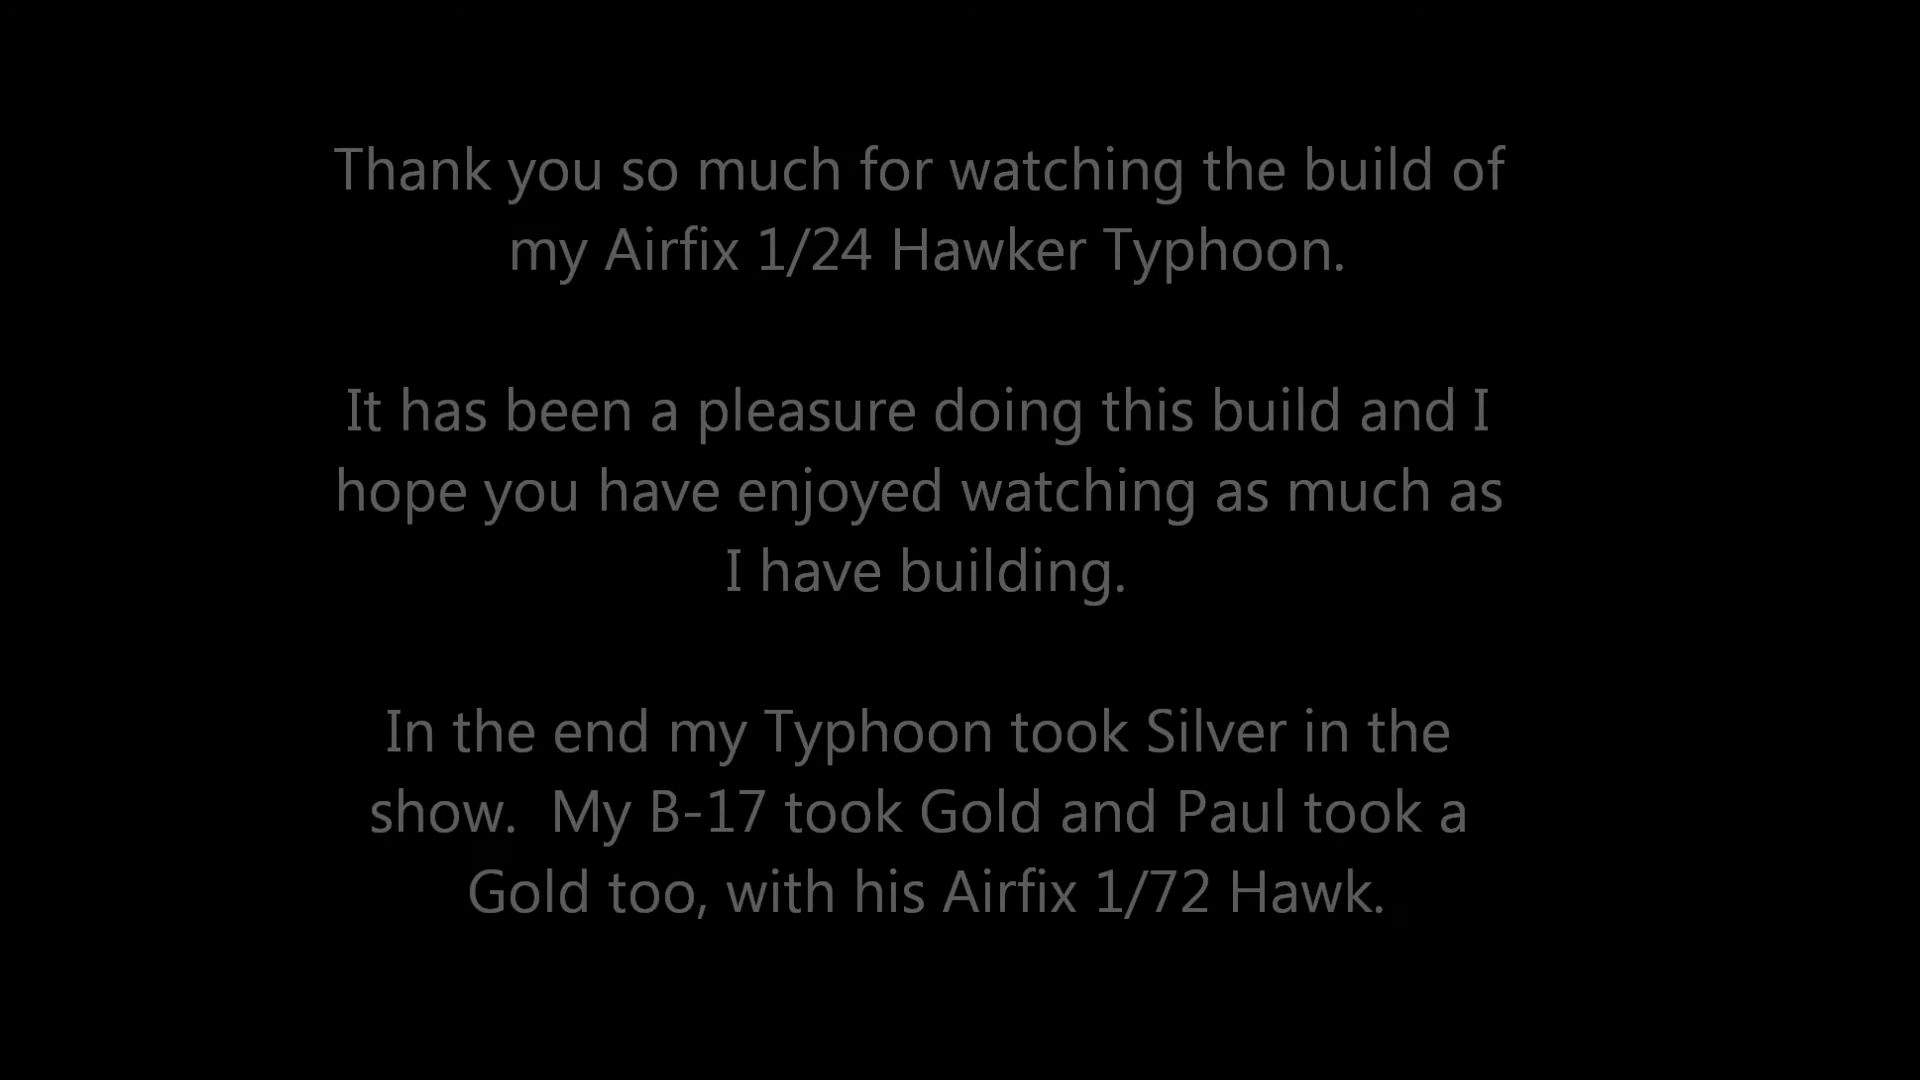 Thank you so much for watching the build of
my Airfix 1/24 Hawker Typhoon.
It has been a pleasure doing this build and I
hope you have enjoyed watching as much as
I have building.
In the end my Typhoon took Silver in the
show.  My B-17 took Gold and Paul took a
Gold too, with his Airfix 1/72 Hawk.